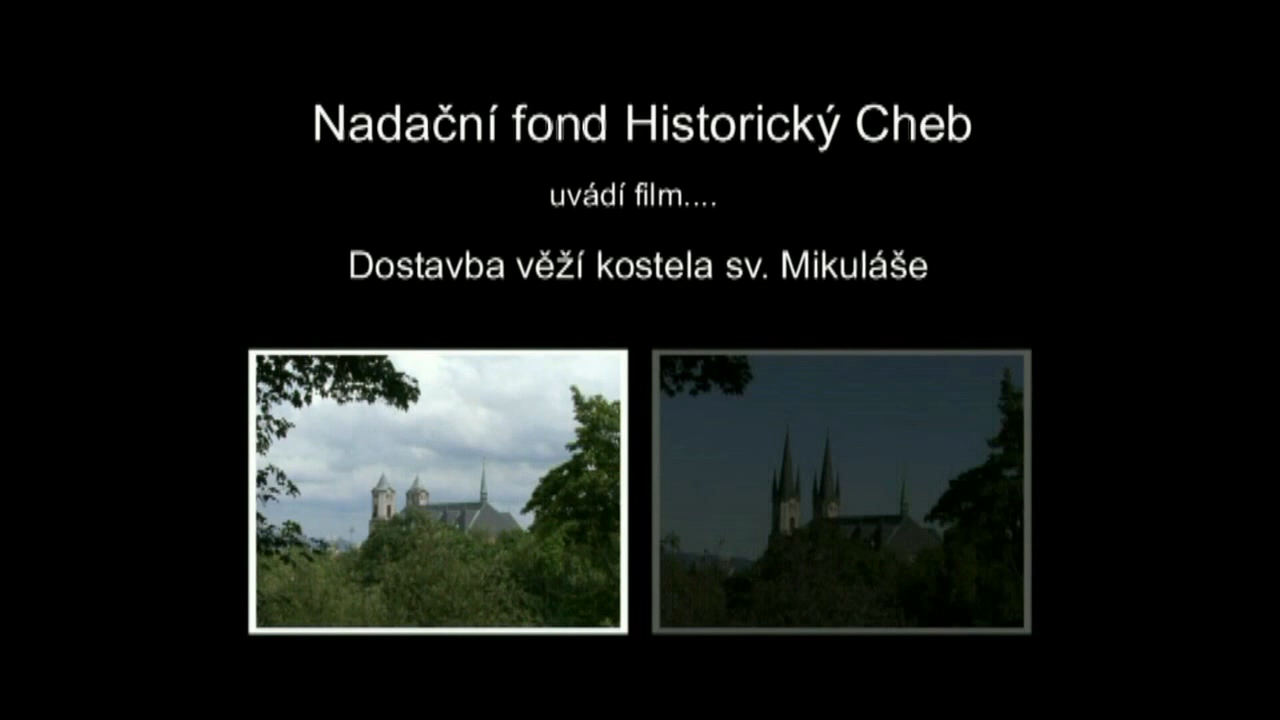 Nadační fond Historický Cheb
uvádí film....
Dostavba věží kostela sv. Mikuláše